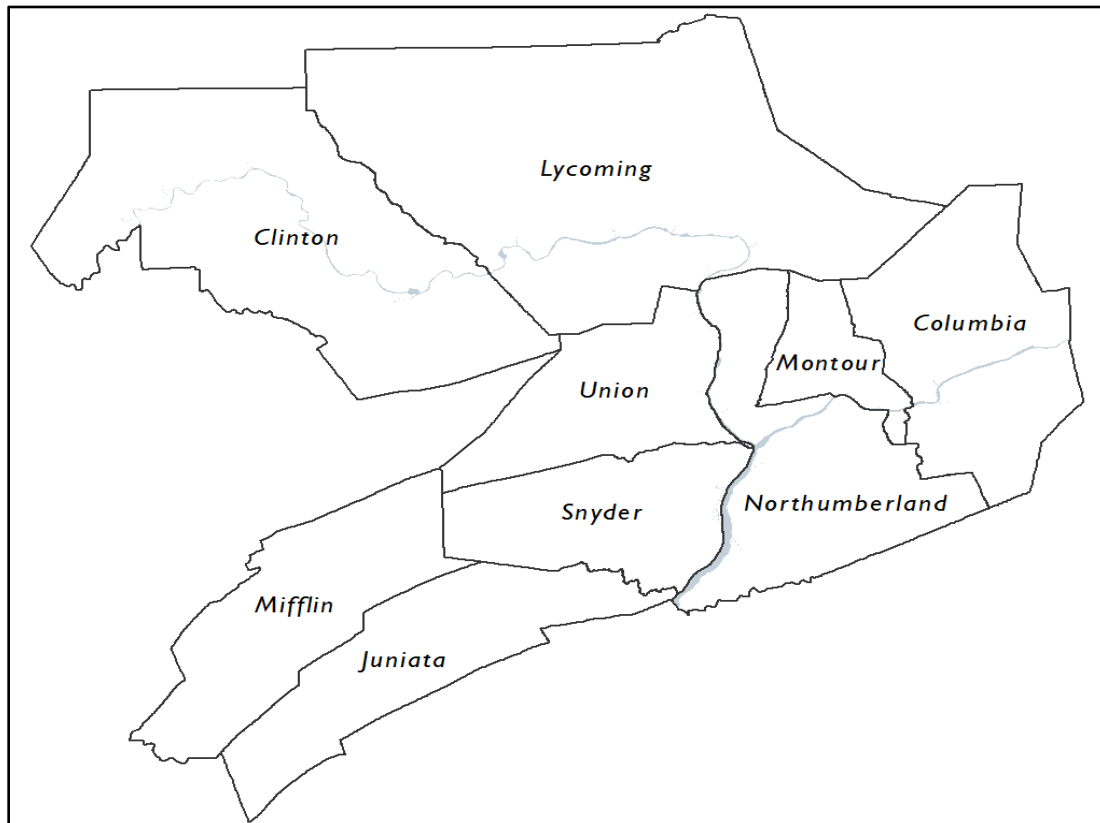 Lycoming
Clinton
Columbia
Montour
Union
Northumberland
Snyder
Mifflin
Juniata